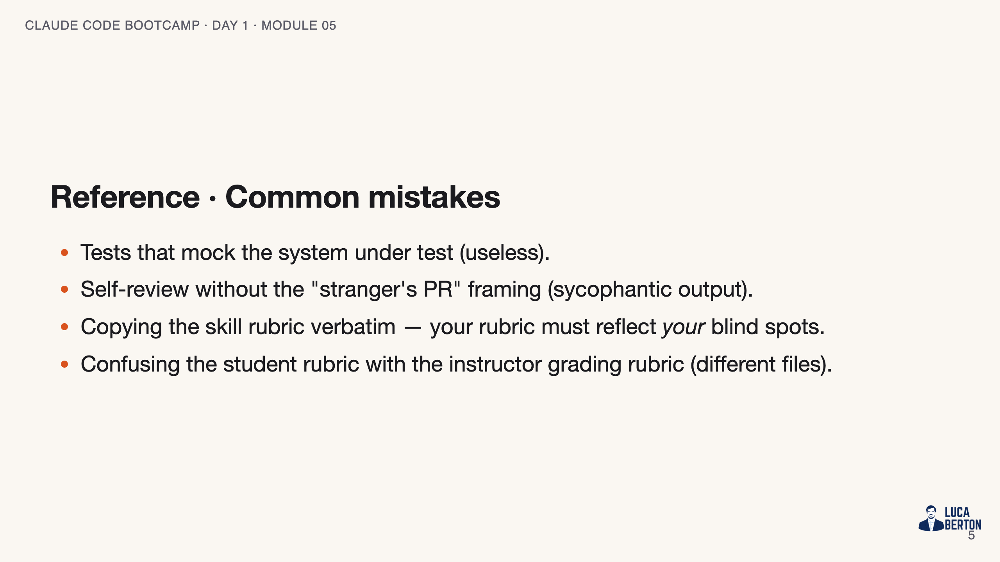 CLAUDE CODE BOOTCAMP · DAY 1 · MODULE 05
Reference · Common mistakes
• Tests that mock the system under test (useless).
• Self-review without the "stranger's PR" framing (sycophantic output).
• Copying the skill rubric verbatim — your rubric must reflect your blind spots.
• Confusing the student rubric with the instructor grading rubric (different files).
LUCA
BERTON
5